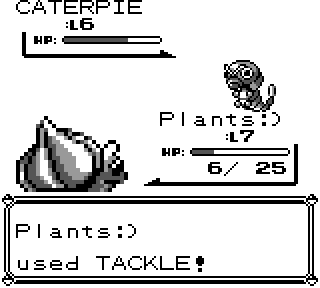 CATERPIE
:L6
HP:
Plants:)
:L7
HP:
6/ 25
Plants:)
used TACKLE!